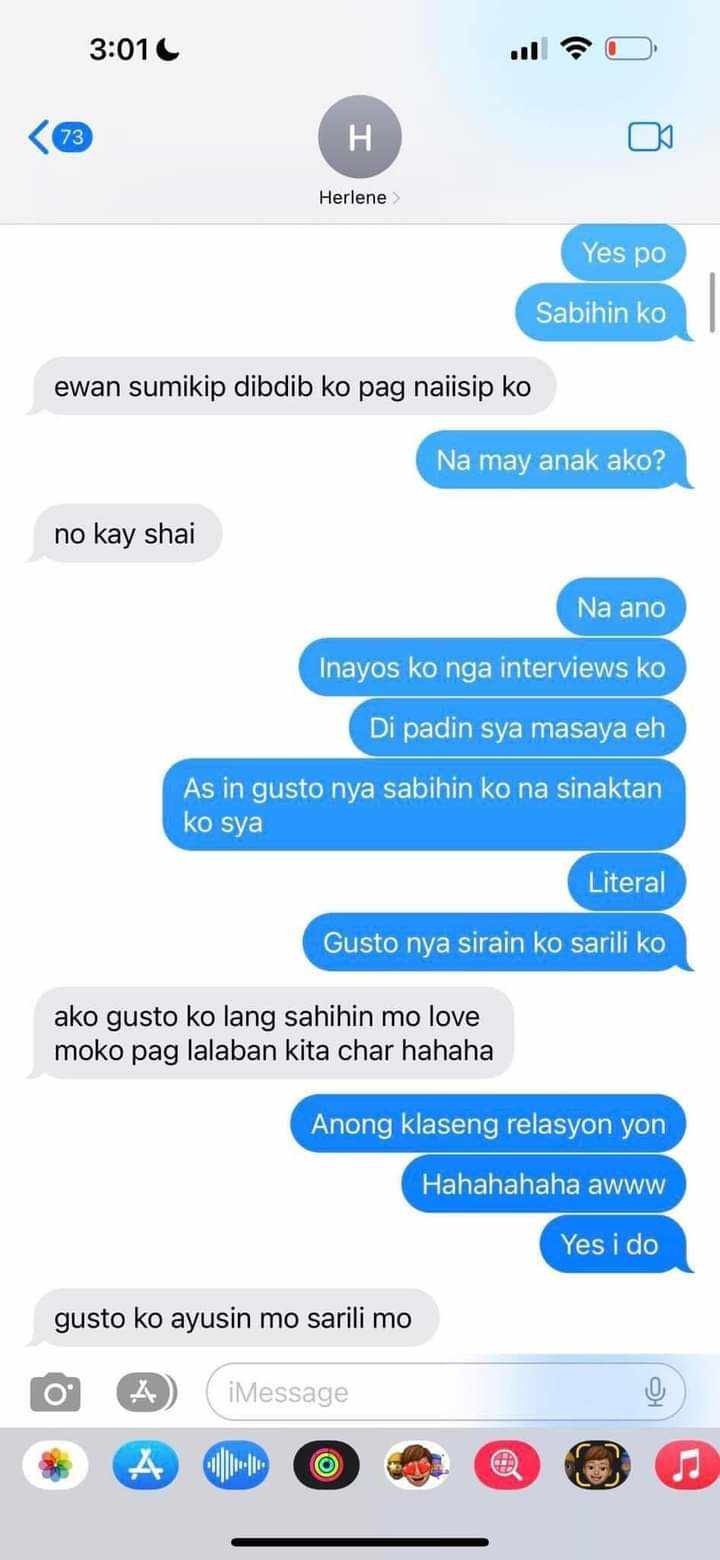 3:01
73
H
Herlene
Yes po
Sabihin ko
ewan sumikip dibdib ko pag naiisip ko
Na may anak ako?
no kay shai
Na ano
Inayos ko nga interviews ko
Di padin sya masaya eh
As in gusto nya sabihin ko na sinaktan
ko sya
Literal
Gusto nya sirain ko sarili ko
ako gusto ko lang sahihin mo love
moko pag lalaban kita char hahaha
Anong klaseng relasyon yon
Hahahahaha awww
Yes i do
gusto ko ayusin mo sarili mo
iMessage